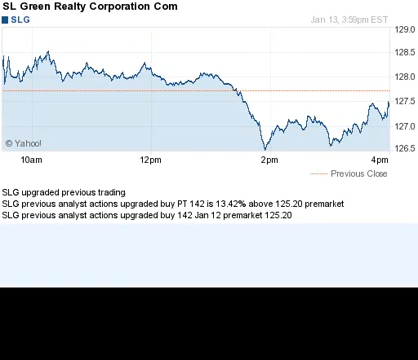 SL Green Realty Corporation Com
SLG Jan 13, 3:59pm EST
129.0
128.5
128.0
127.5
127.0
126.5
© Yahoo!
10am 12pm 2pm 4pm
Previous Close
SLG upgraded previous trading
SLG previous analyst actions upgraded buy PT 142 is 13.42% above 125.20 premarket
SLG previous analyst actions upgraded buy 142 Jan 12 premarket 125.20